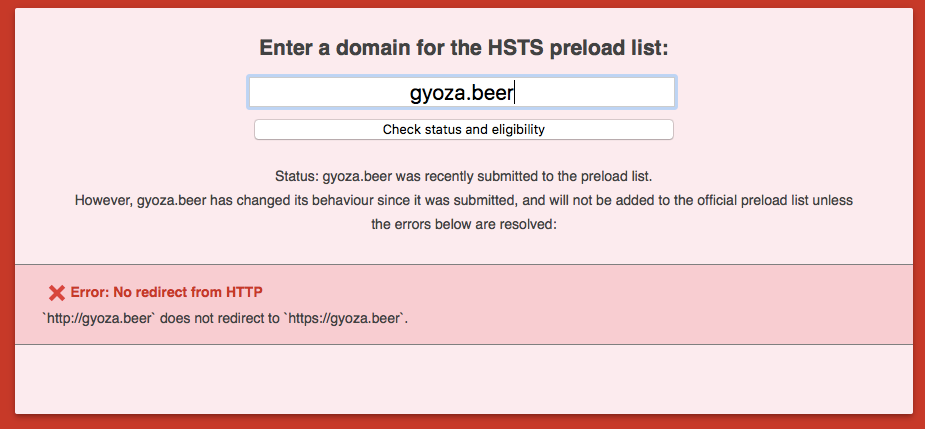 Enter a domain for the HSTS preload list:
gyoza.beer
Check status and eligibility
Status: gyoza.beer was recently submitted to the preload list.
However, gyoza.beer has changed its behaviour since it was submitted, and will not be added to the official preload list unless
the errors below are resolved:
Error: No redirect from HTTP
`http://gyoza.beer` does not redirect to `https://gyoza.beer`.